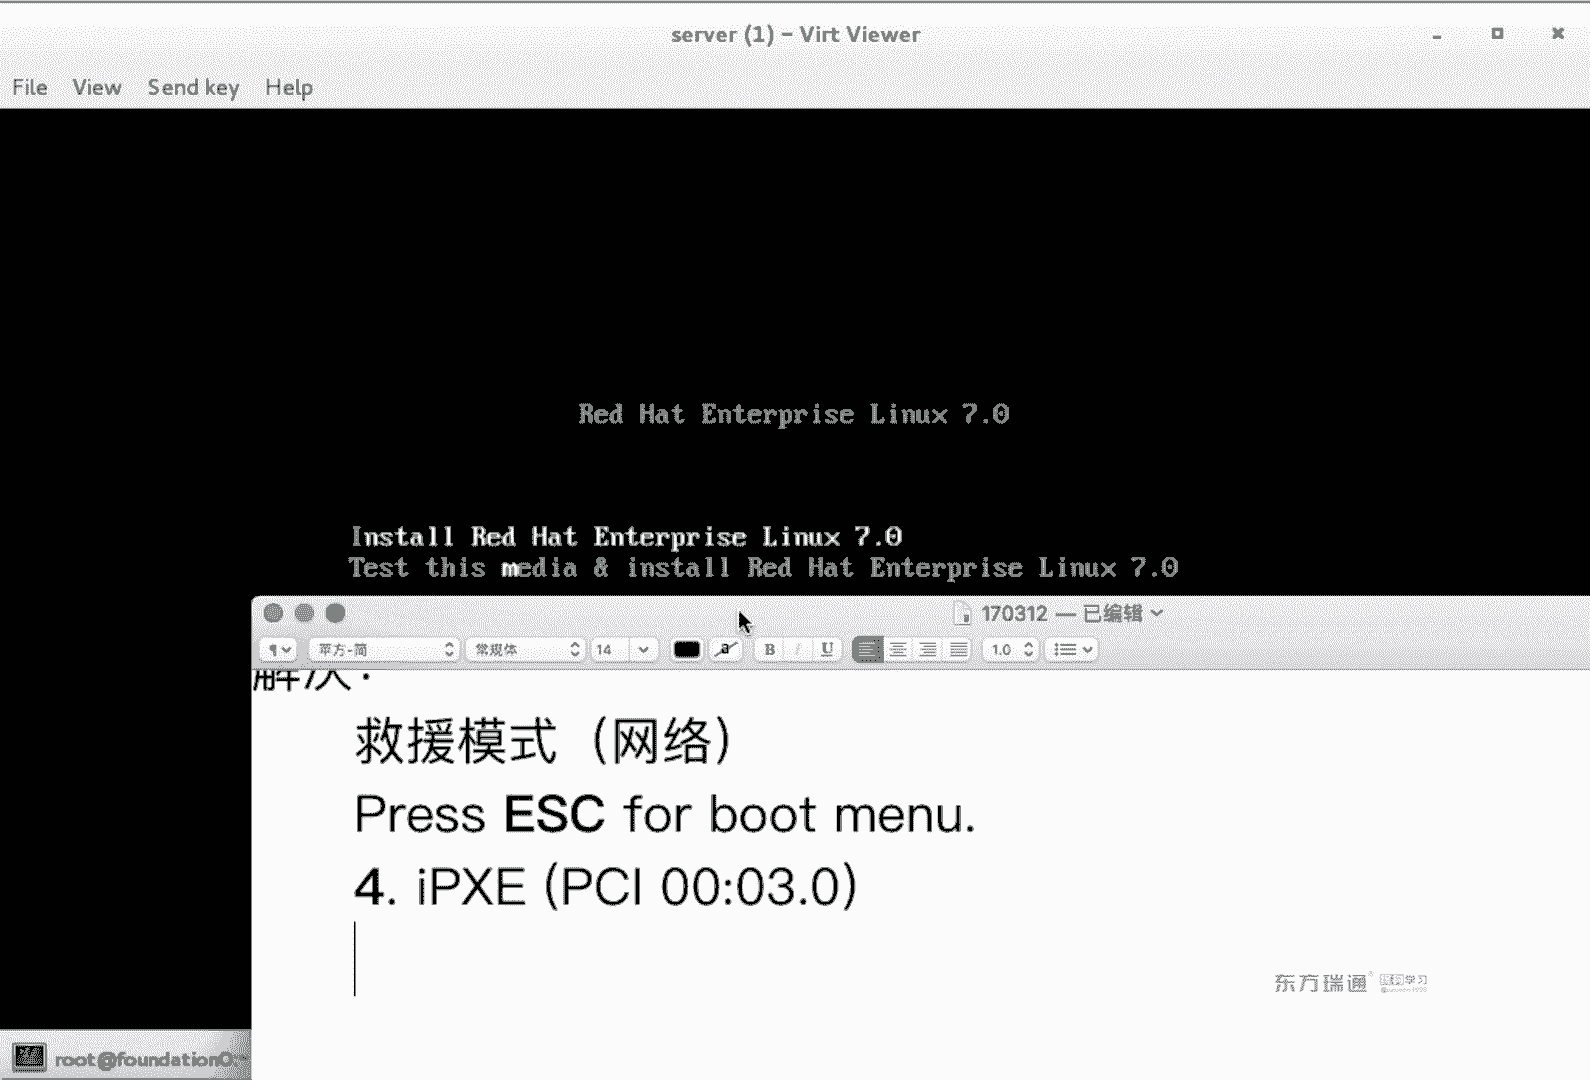 server (1) – Virt Viewer
File View Send key Help
Red Hat Enterprise Linux 7.0
Install Red Hat Enterprise Linux 7.0
Test this media & install Red Hat Enterprise Linux 7.0
170312 — 已编辑
苹方-简 常规体 14 a B I U 1.0
解决:
救援模式（网络）
Press ESC for boot menu.
4. iPXE (PCI 00:03.0)
东方瑞通 学习
root@foundation0:~